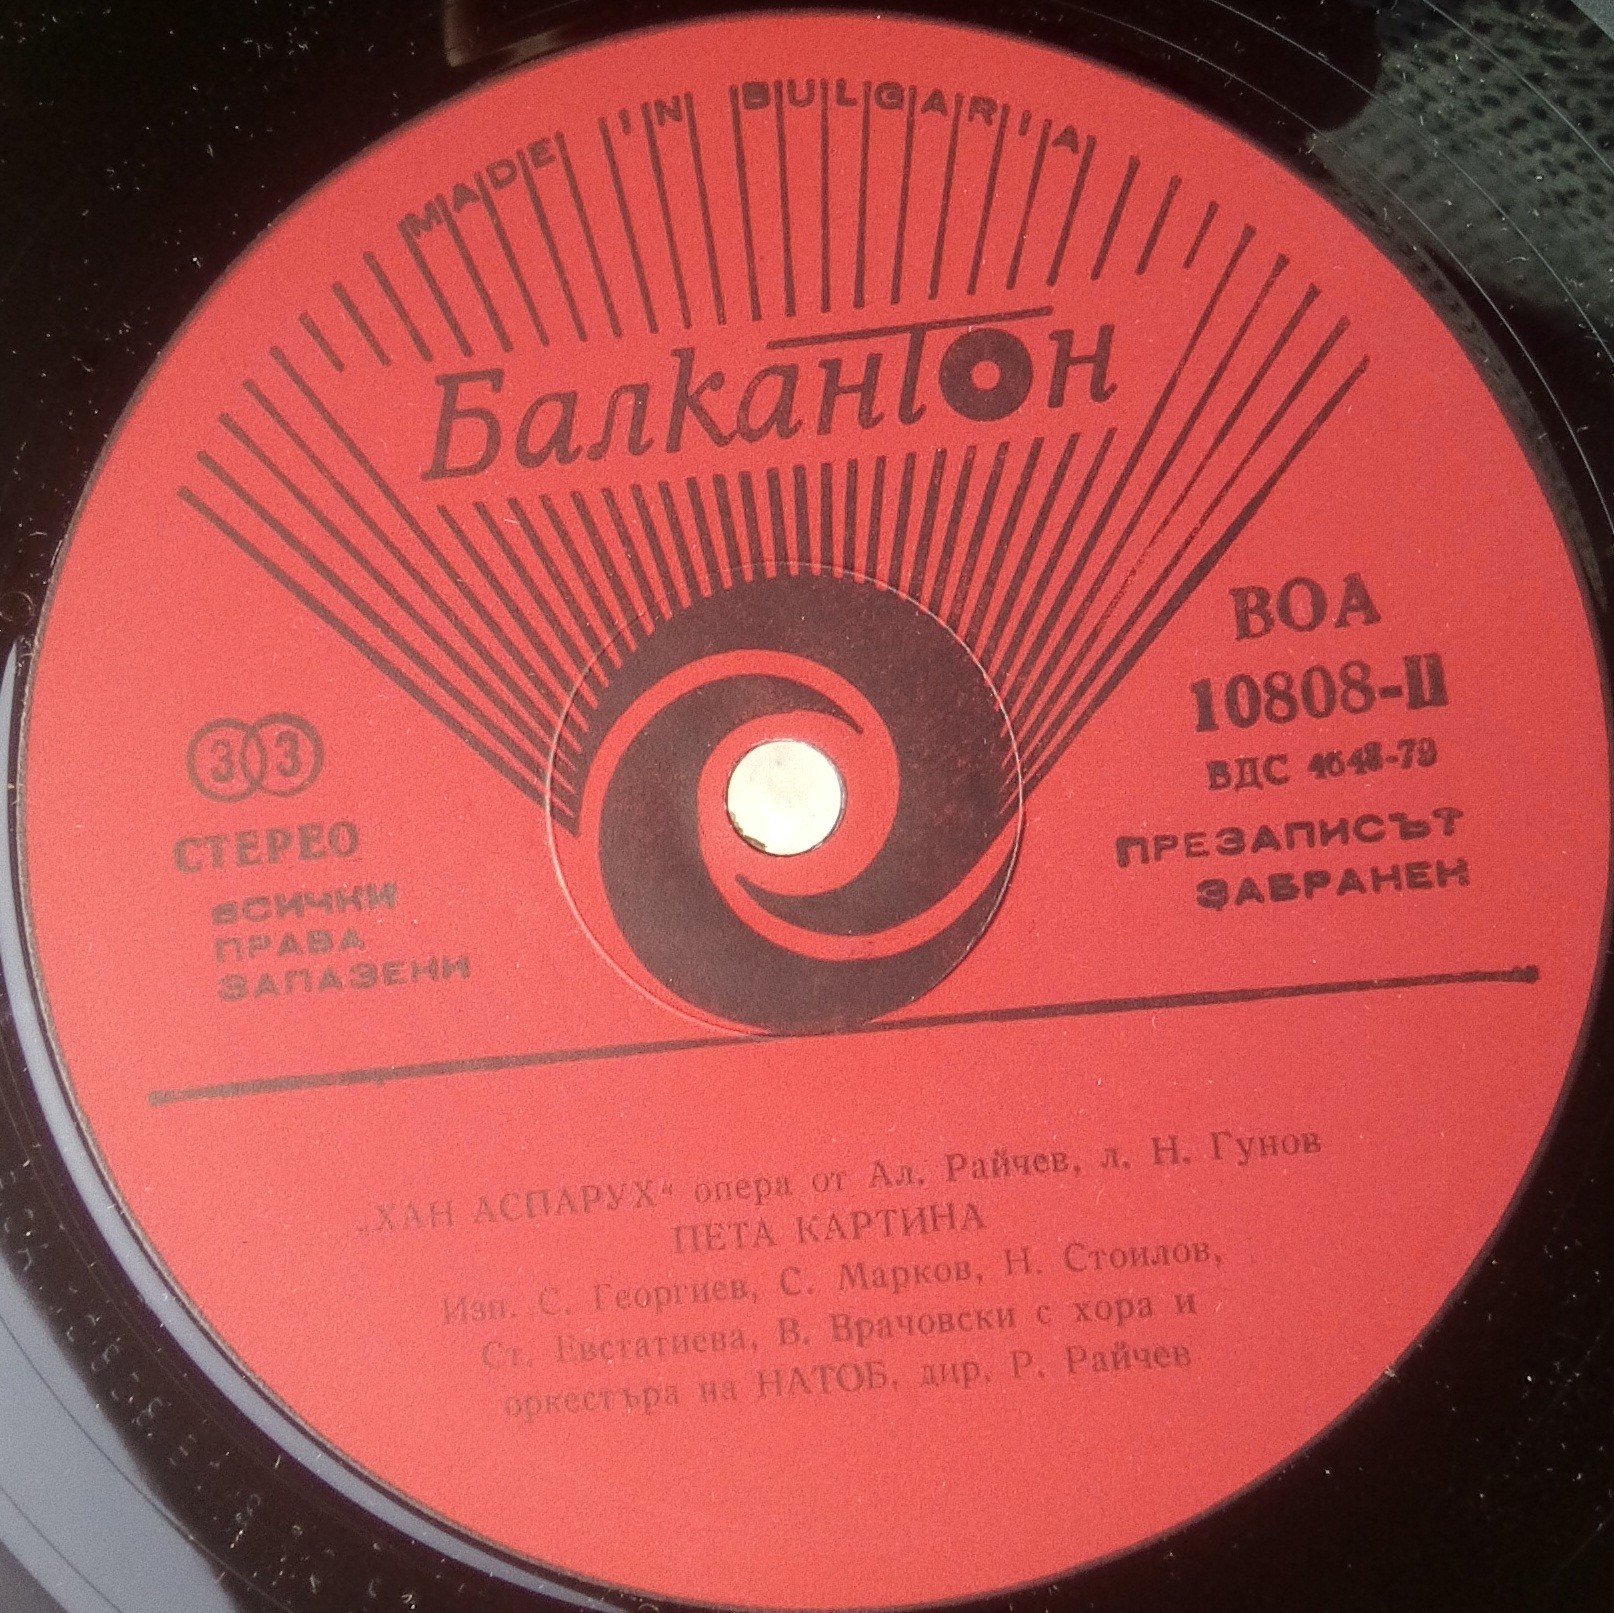 MADE IN BULGARIA
Балкантон
ВОА
10808-II
ВДС 4648-79
ПРЕЗАПИСЪТ
ЗАБРАНЕН
33
СТЕРЕО
ВСИЧКИ
ПРАВА
ЗАПАЗЕНИ
„ХАН АСПАРУХ“ опера от Ал. Райчев, л. Н. Гунов
ПЕТА КАРТИНА
Изп. С. Георгиев, С. Марков, Н. Стоилов,
Ст. Евстатиева, В. Врачовски с хора и
оркестъра на НАТОБ, дир. Р. Райчев